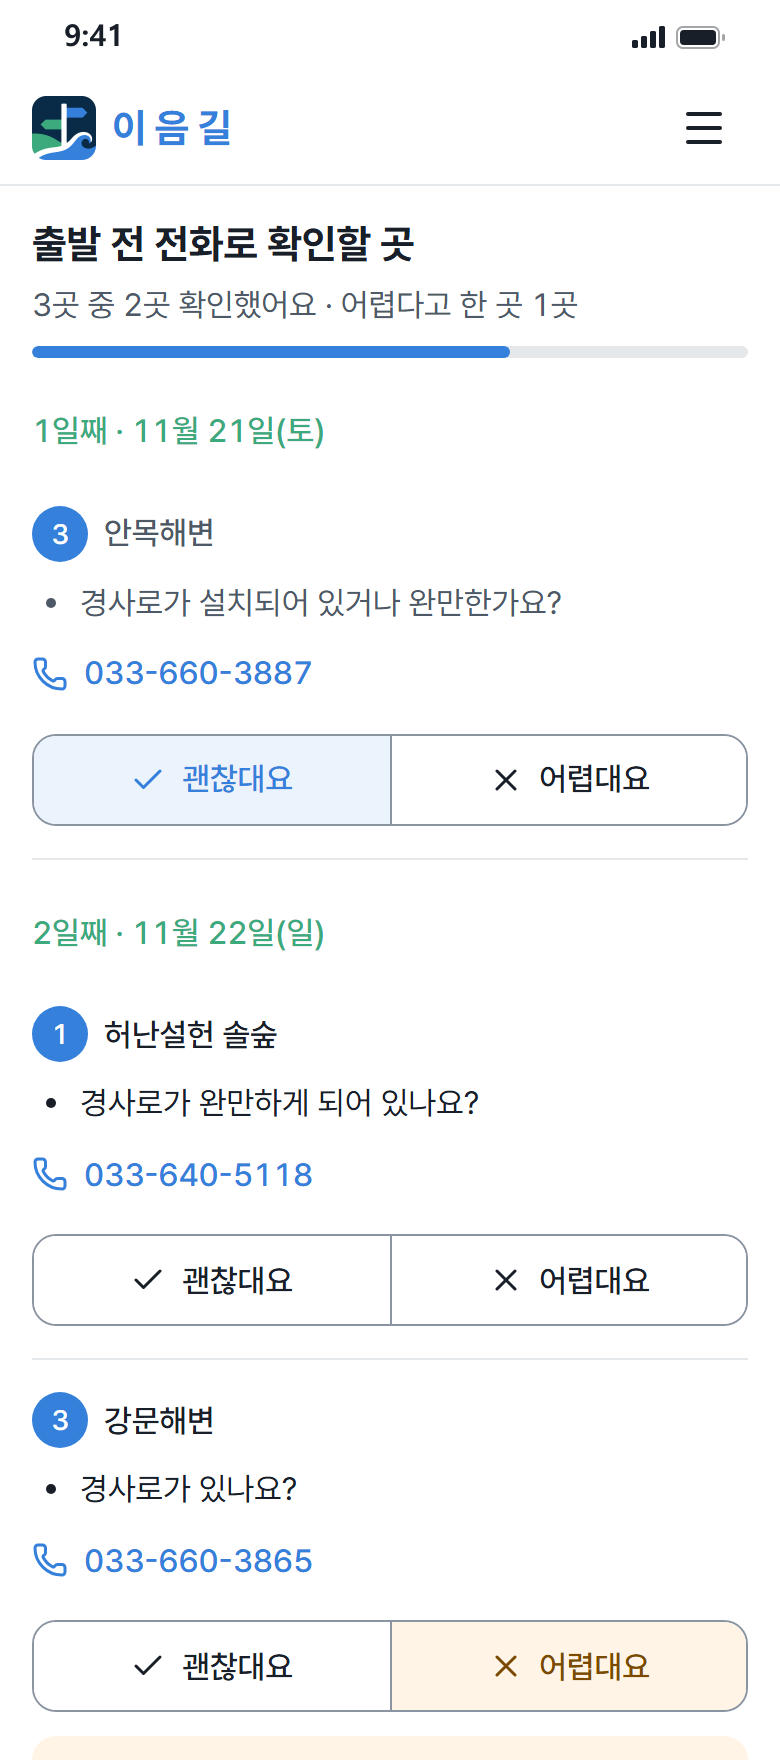 9:41
이음길
출발 전 전화로 확인할 곳
3곳 중 2곳 확인했어요 · 어렵다고 한 곳 1곳
1일째 · 11월 21일(토)
3 안목해변
• 경사로가 설치되어 있거나 완만한가요?
033-660-3887
괜찮대요 어렵대요
2일째 · 11월 22일(일)
1 허난설헌 솔숲
• 경사로가 완만하게 되어 있나요?
033-640-5118
괜찮대요 어렵대요
3 강문해변
• 경사로가 있나요?
033-660-3865
괜찮대요 어렵대요